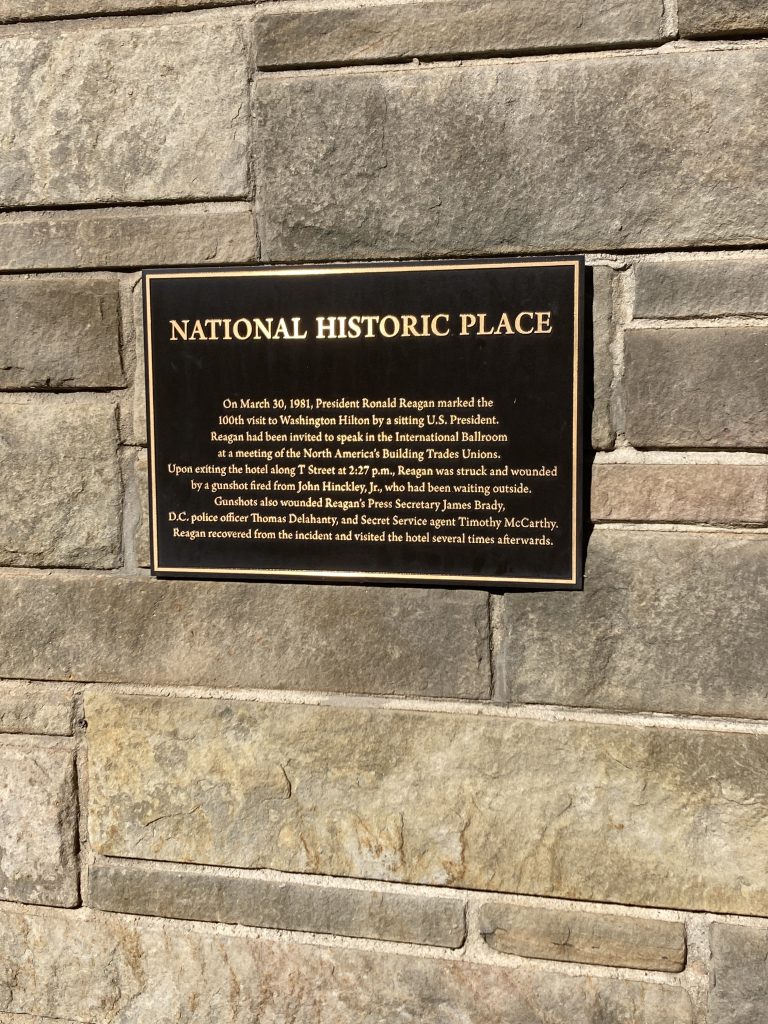 NATIONAL HISTORIC PLACE
On March 30, 1981, President Ronald Reagan marked the
100th visit to Washington Hilton by a sitting U.S. President.
Reagan had been invited to speak in the International Ballroom
at a meeting of the North America's Building Trades Unions.
Upon exiting the hotel along T Street at 2:27 p.m., Reagan was struck and wounded
by a gunshot fired from John Hinckley, Jr., who had been waiting outside.
Gunshots also wounded Reagan's Press Secretary James Brady,
D.C. police officer Thomas Delahanty, and Secret Service agent Timothy McCarthy.
Reagan recovered from the incident and visited the hotel several times afterwards.